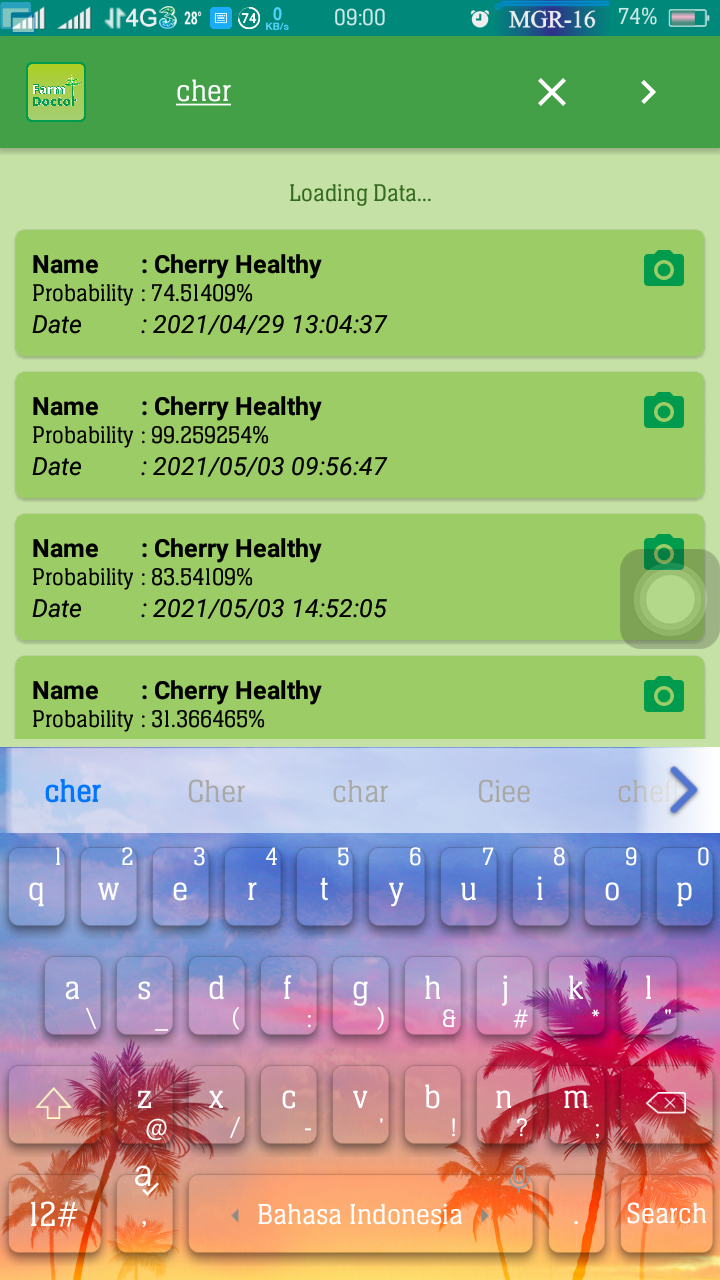 4G 3 28° 74 0 KB/s 09:00 MGR-16 74%
Farm Doctor
cher
Loading Data...
Name : Cherry Healthy
Probability : 74.51409%
Date : 2021/04/29 13:04:37
Name : Cherry Healthy
Probability : 99.259254%
Date : 2021/05/03 09:56:47
Name : Cherry Healthy
Probability : 83.54109%
Date : 2021/05/03 14:52:05
Name : Cherry Healthy
Probability : 31.366465%
cher Cher char Ciee chef
1 2 3 4 5 6 7 8 9 0
q w e r t y u i o p
a s d f g h j k l
\ _ ( : ) & # * "
z x c v b n m
@ / - ' ! ? ;
a
12# , Bahasa Indonesia . Search